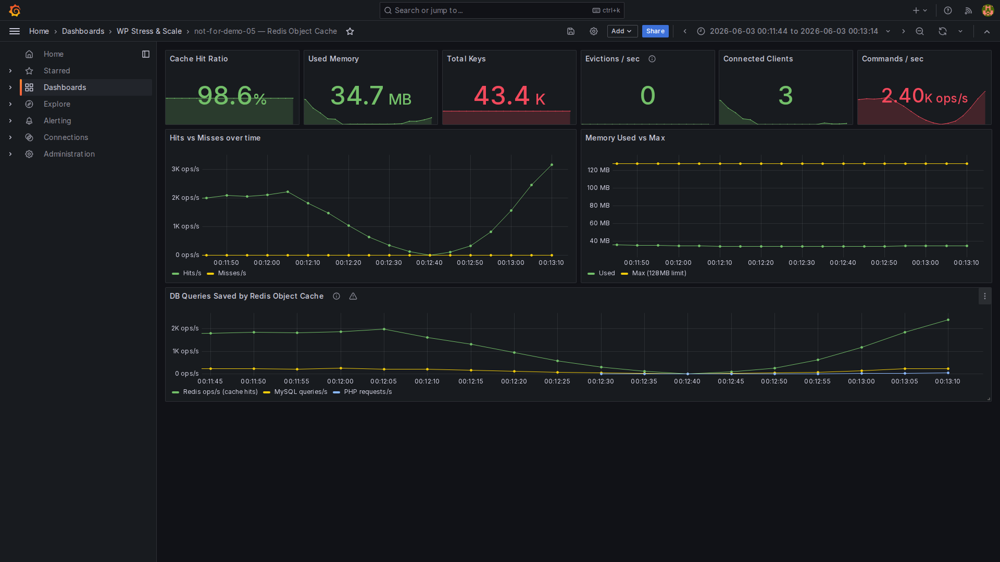 Search or jump to... ctrl+k
Home › Dashboards › WP Stress & Scale › not-for-demo-05 — Redis Object Cache Add Share 2026-06-03 00:11:44 to 2026-06-03 00:13:14
Home
Starred
Dashboards
Explore
Alerting
Connections
Administration
Cache Hit Ratio
98.6%
Used Memory
34.7 MB
Total Keys
43.4 K
Evictions / sec
0
Connected Clients
3
Commands / sec
2.40K ops/s
Hits vs Misses over time
3K ops/s
2K ops/s
1K ops/s
0 ops/s
00:11:50 00:12:00 00:12:10 00:12:20 00:12:30 00:12:40 00:12:50 00:13:00 00:13:10
Hits/s Misses/s
Memory Used vs Max
120 MB
100 MB
80 MB
60 MB
40 MB
00:11:50 00:12:00 00:12:10 00:12:20 00:12:30 00:12:40 00:12:50 00:13:00 00:13:10
Used Max (128MB limit)
DB Queries Saved by Redis Object Cache
2K ops/s
1K ops/s
0 ops/s
00:11:45 00:11:50 00:11:55 00:12:00 00:12:05 00:12:10 00:12:15 00:12:20 00:12:25 00:12:30 00:12:35 00:12:40 00:12:45 00:12:50 00:12:55 00:13:00 00:13:05 00:13:10
Redis ops/s (cache hits) MySQL queries/s PHP requests/s